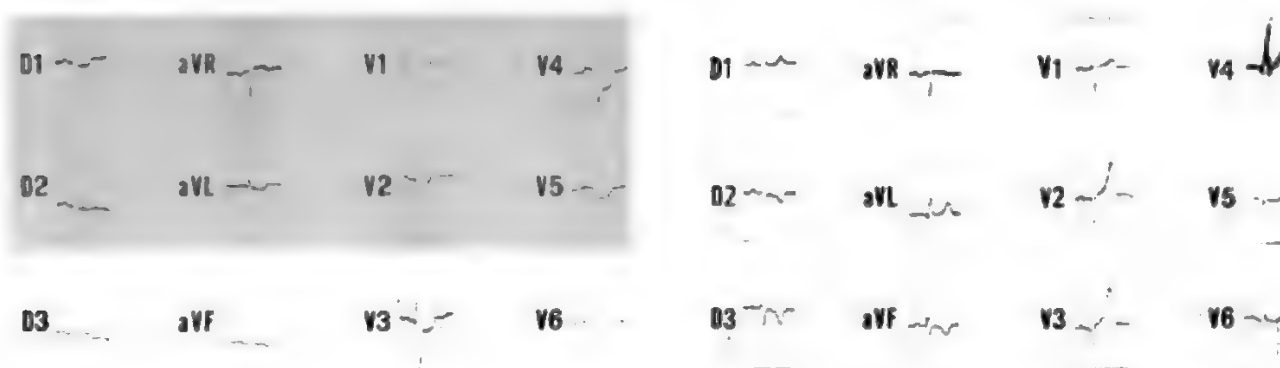 D1 aVR V1 V4 D1 aVR V1 V4
D2 aVL V2 V5 D2 aVL V2 V5
D3 aVF V3 V6 D3 aVF V3 V6